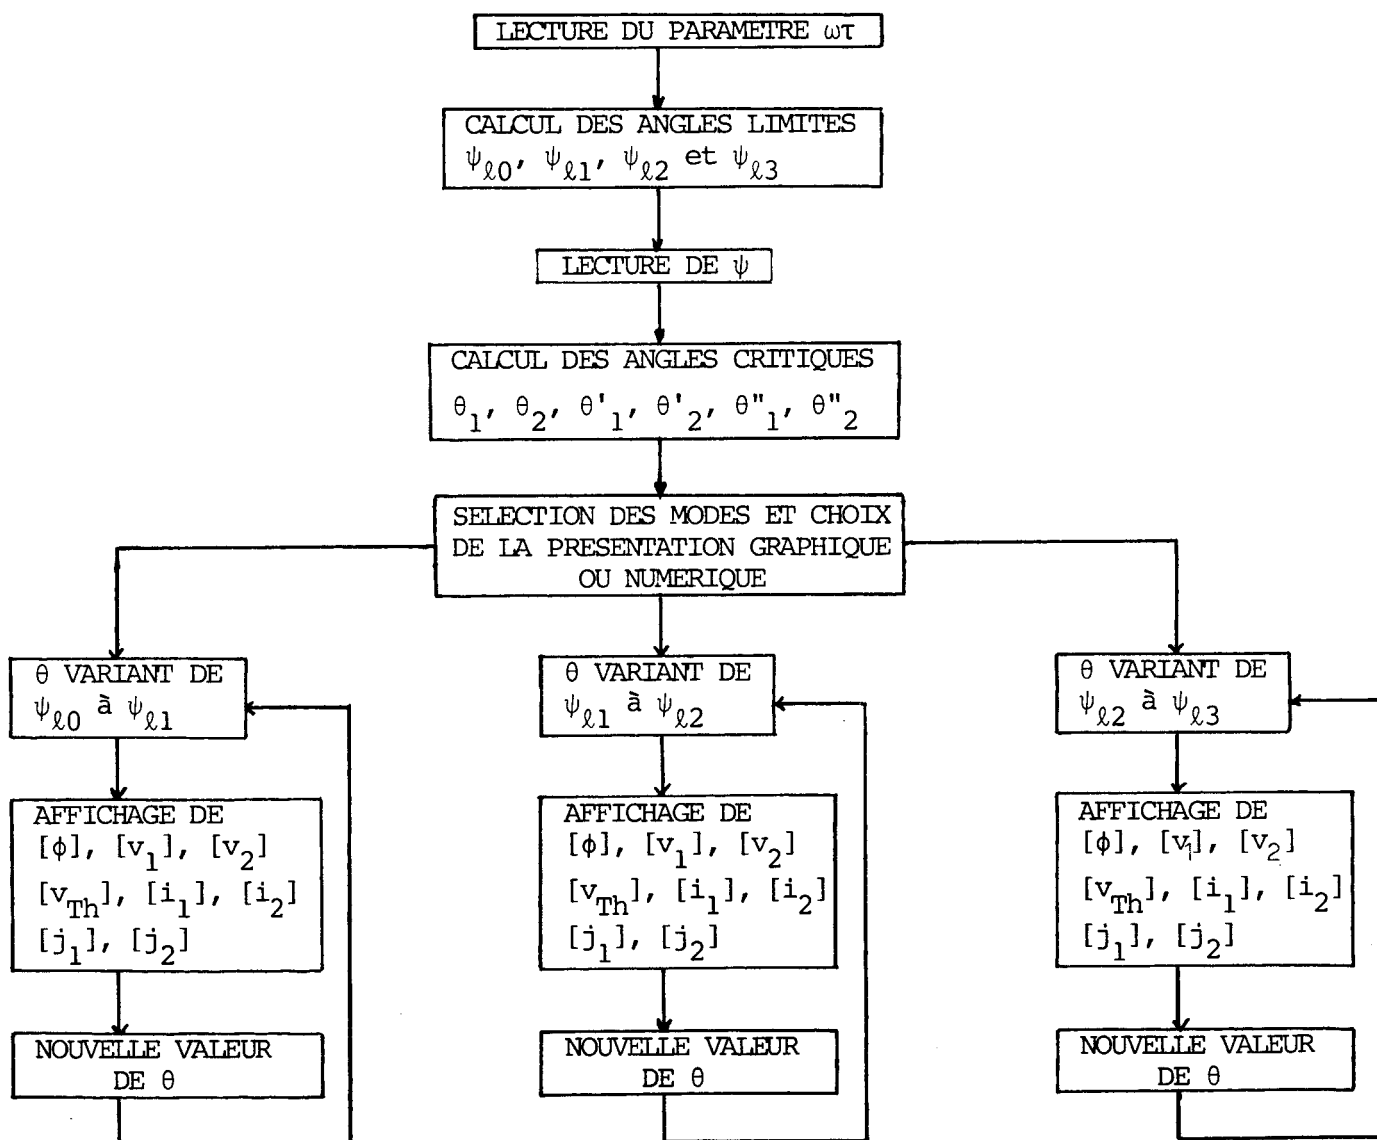 LECTURE DU PARAMETRE ωτ
CALCUL DES ANGLES LIMITES
ψℓ0, ψℓ1, ψℓ2 et ψℓ3
LECTURE DE ψ
CALCUL DES ANGLES CRITIQUES
θ1, θ2, θ'1, θ'2, θ"1, θ"2
SELECTION DES MODES ET CHOIX
DE LA PRESENTATION GRAPHIQUE
OU NUMERIQUE
θ VARIANT DE
ψℓ0 à ψℓ1
AFFICHAGE DE
[ϕ], [v1], [v2]
[vTh], [i1], [i2]
[j1], [j2]
NOUVELLE VALEUR
DE θ
θ VARIANT DE
ψℓ1 à ψℓ2
AFFICHAGE DE
[ϕ], [v1], [v2]
[vTh], [i1], [i2]
[j1], [j2]
NOUVELLE VALEUR
DE θ
θ VARIANT DE
ψℓ2 à ψℓ3
AFFICHAGE DE
[ϕ], [v1], [v2]
[vTh], [i1], [i2]
[j1], [j2]
NOUVELLE VALEUR
DE θ